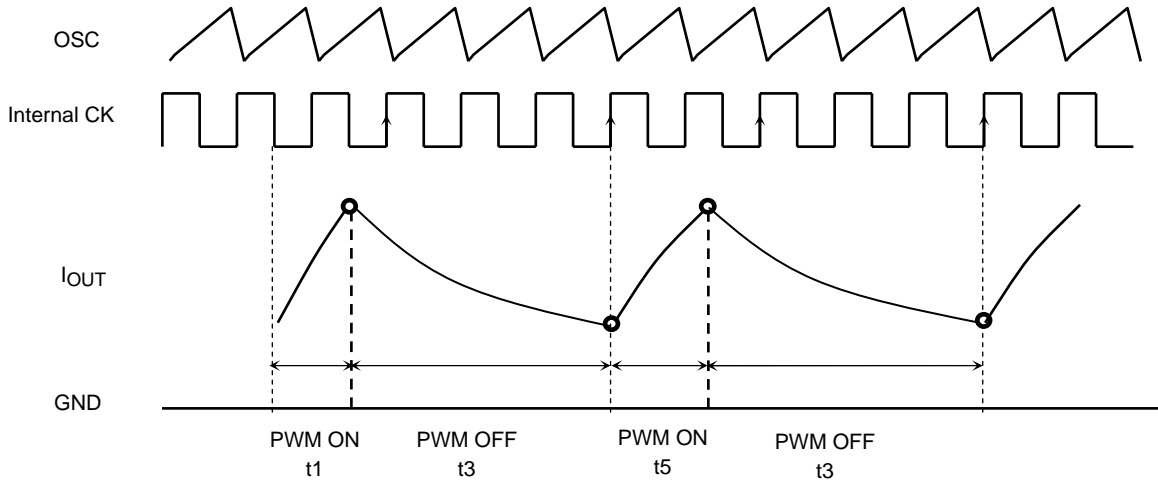 OSC
Internal CK
IOUT
GND
PWM ON
t1
PWM OFF
t3
PWM ON
t5
PWM OFF
t3